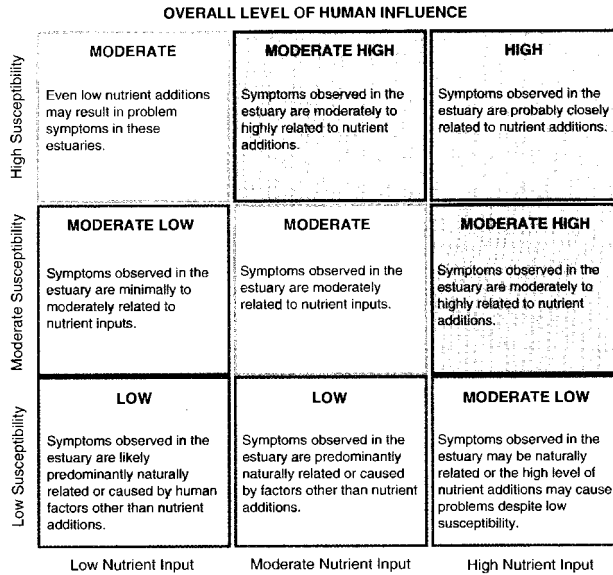 OVERALL LEVEL OF HUMAN INFLUENCE
High Susceptibility
MODERATE
Even low nutrient additions
may result in problem
symptoms in these
estuaries.
MODERATE HIGH
Symptoms observed in the
estuary are moderately to
highly related to nutrient
additions.
HIGH
Symptoms observed in the
estuary are probably closely
related to nutrient additions.
Moderate Susceptibility
MODERATE LOW
Symptoms observed in the
estuary are minimally to
moderately related to
nutrient inputs.
MODERATE
Symptoms observed in the
estuary are moderately
related to nutrient inputs.
MODERATE HIGH
Symptoms observed in the
estuary are moderately to
highly related to nutrient
additions.
Low Susceptibility
LOW
Symptoms observed in the
estuary are likely
predominantly naturally
related or caused by human
factors other than nutrient
additions.
LOW
Symptoms observed in the
estuary are predominantly
naturally related or caused
by factors other than nutrient
additions.
MODERATE LOW
Symptoms observed in the
estuary may be naturally
related or the high level of
nutrient additions may cause
problems despite low
susceptibility.
Low Nutrient Input
Moderate Nutrient Input
High Nutrient Input